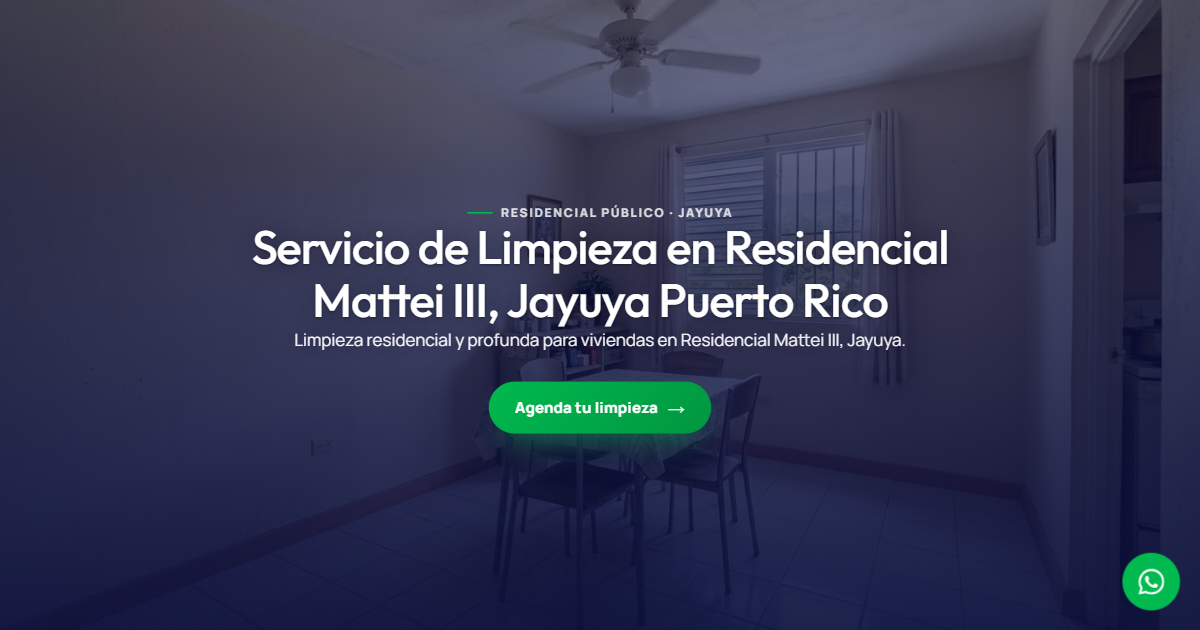 RESIDENCIAL PÚBLICO · JAYUYA
Servicio de Limpieza en Residencial
Mattei III, Jayuya Puerto Rico
Limpieza residencial y profunda para viviendas en Residencial Mattei III, Jayuya.
Agenda tu limpieza →